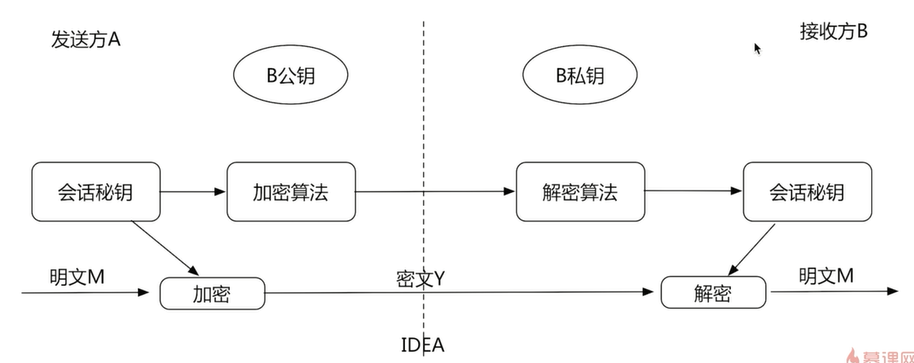 发送方A
接收方B
B公钥
B私钥
会话秘钥
加密算法
解密算法
会话秘钥
明文M
加密
密文Y
解密
明文M
IDEA
慕课网